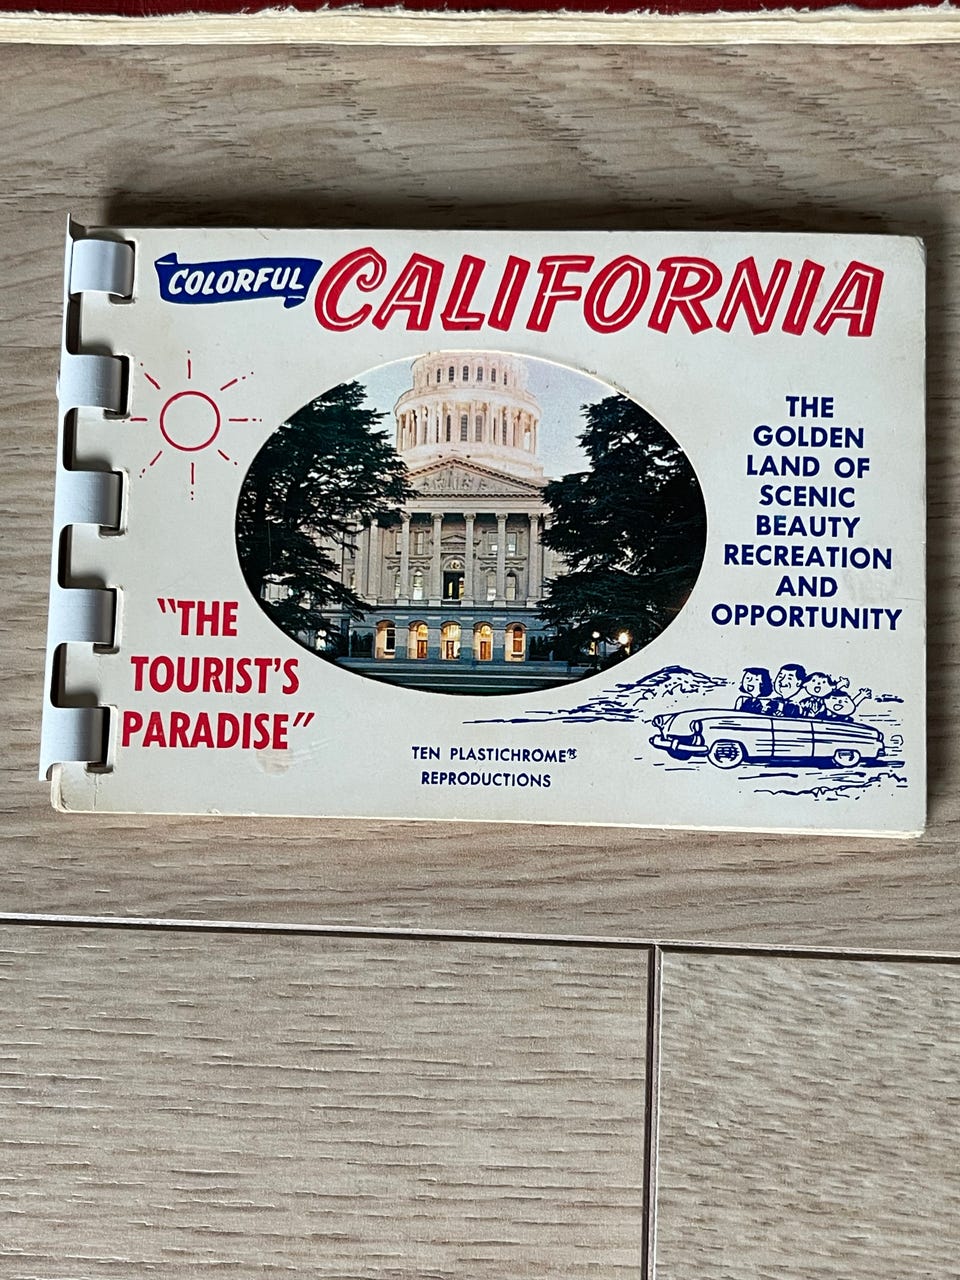 COLORFUL CALIFORNIA
THE
GOLDEN
LAND OF
SCENIC
BEAUTY
RECREATION
AND
OPPORTUNITY
"THE
TOURIST'S
PARADISE"
TEN PLASTICHROME®
REPRODUCTIONS